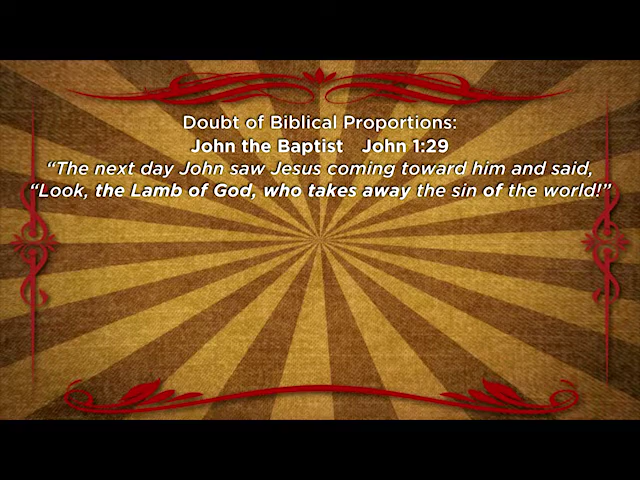 Doubt of Biblical Proportions:
John the Baptist John 1:29
“The next day John saw Jesus coming toward him and said,
“Look, the Lamb of God, who takes away the sin of the world!”